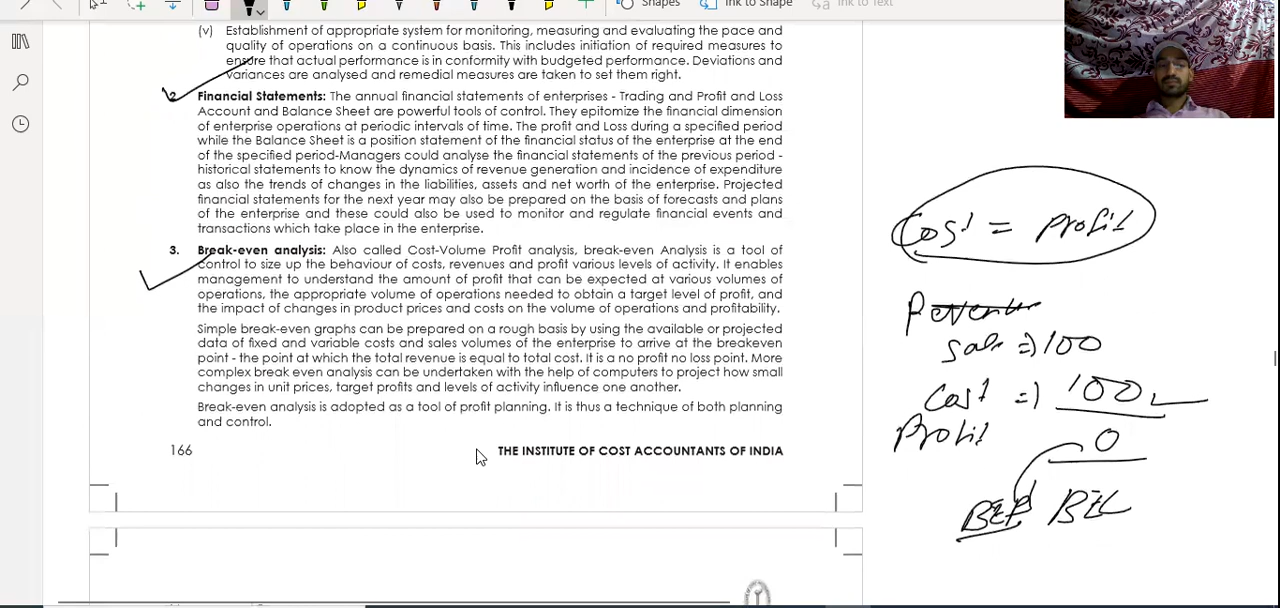 Shapes
Ink to Shape
Ink to Text
(v) Establishment of appropriate system for monitoring, measuring and evaluating the pace and
quality of operations on a continuous basis. This includes initiation of required measures to
ensure that actual performance is in conformity with budgeted performance. Deviations and
variances are analysed and remedial measures are taken to set them right.
2. Financial Statements: The annual financial statements of enterprises - Trading and Profit and Loss
Account and Balance Sheet are powerful tools of control. They epitomize the financial dimension
of enterprise operations at periodic intervals of time. The profit and Loss during a specified period
while the Balance Sheet is a position statement of the financial status of the enterprise at the end
of the specified period-Managers could analyse the financial statements of the previous period -
historical statements to know the dynamics of revenue generation and incidence of expenditure
as also the trends of changes in the liabilities, assets and net worth of the enterprise. Projected
financial statements for the next year may also be prepared on the basis of forecasts and plans
of the enterprise and these could also be used to monitor and regulate financial events and
transactions which take place in the enterprise.
3. Break-even analysis: Also called Cost-Volume Profit analysis, break-even Analysis is a tool of
control to size up the behaviour of costs, revenues and profit various levels of activity. It enables
management to understand the amount of profit that can be expected at various volumes of
operations, the appropriate volume of operations needed to obtain a target level of profit, and
the impact of changes in product prices and costs on the volume of operations and profitability.
Simple break-even graphs can be prepared on a rough basis by using the available or projected
data of fixed and variable costs and sales volumes of the enterprise to arrive at the breakeven
point - the point at which the total revenue is equal to total cost. It is a no profit no loss point. More
complex break even analysis can be undertaken with the help of computers to project how small
changes in unit prices, target profits and levels of activity influence one another.
Break-even analysis is adopted as a tool of profit planning. It is thus a technique of both planning
and control.
166 THE INSTITUTE OF COST ACCOUNTANTS OF INDIA
Cost = Profit
Sale => 100
Cost => 100
Profit 0
BEP BEL